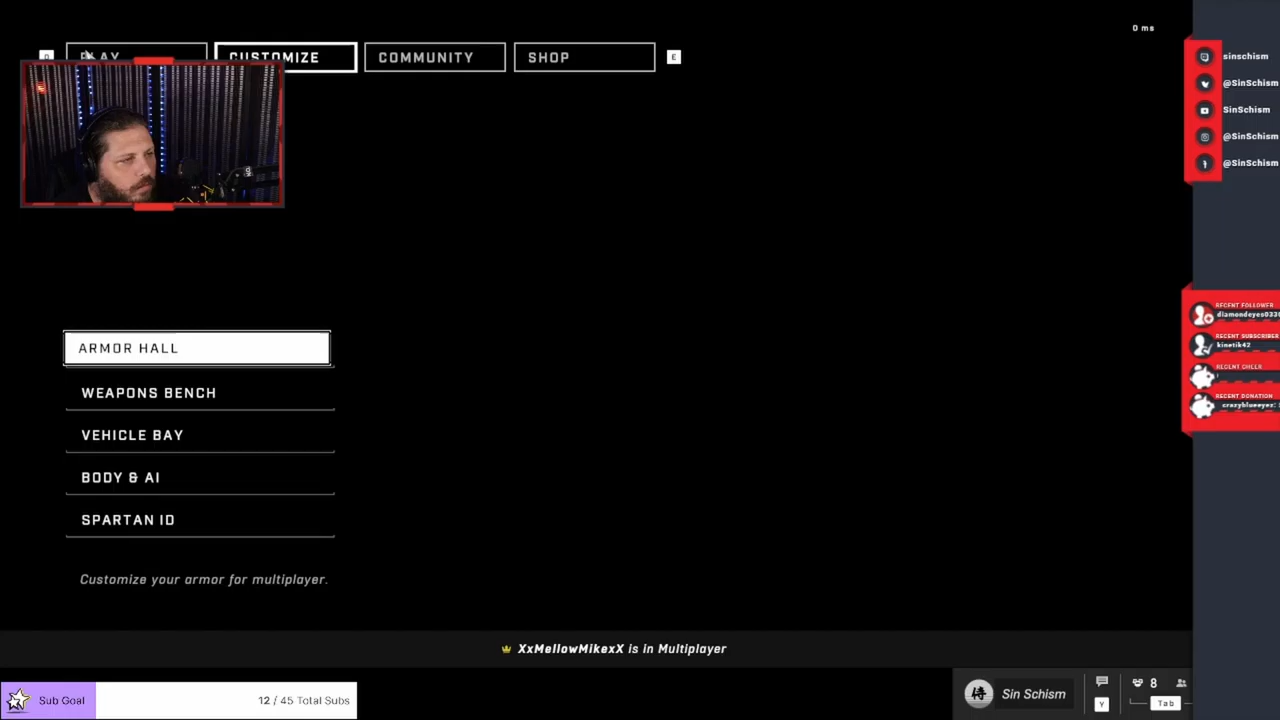 0 ms
PLAY
CUSTOMIZE
COMMUNITY
SHOP
E
sinschism
@SinSchism
SinSchism
@SinSchism
@SinSchism
RECENT FOLLOWER
RECENT SUBSCRIBER
kinetik42
RECENT CHEER
RECENT DONATION
ARMOR HALL
WEAPONS BENCH
VEHICLE BAY
BODY & AI
SPARTAN ID
Customize your armor for multiplayer.
XxMellowMikexX is in Multiplayer
Sub Goal
12 / 45 Total Subs
侍
Sin Schism
8
Y
Tab